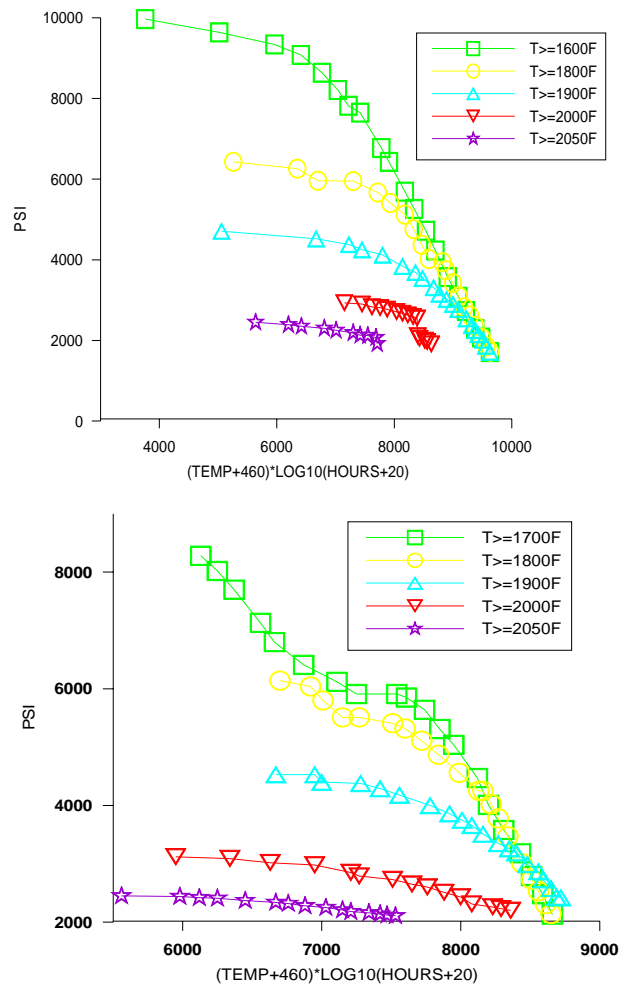 10000
8000
6000
4000
2000
0
PSI
T>=1600F
T>=1800F
T>=1900F
T>=2000F
T>=2050F
4000 6000 8000 10000
(TEMP+460)*LOG10(HOURS+20)
8000
6000
4000
2000
PSI
T>=1700F
T>=1800F
T>=1900F
T>=2000F
T>=2050F
6000 7000 8000 9000
(TEMP+460)*LOG10(HOURS+20)